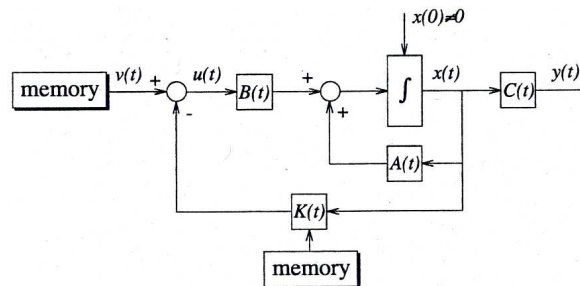 x(0)≠0
memory
v(t)
+
u(t)
B(t)
+
∫
x(t)
C(t)
y(t)
-
+
A(t)
K(t)
memory